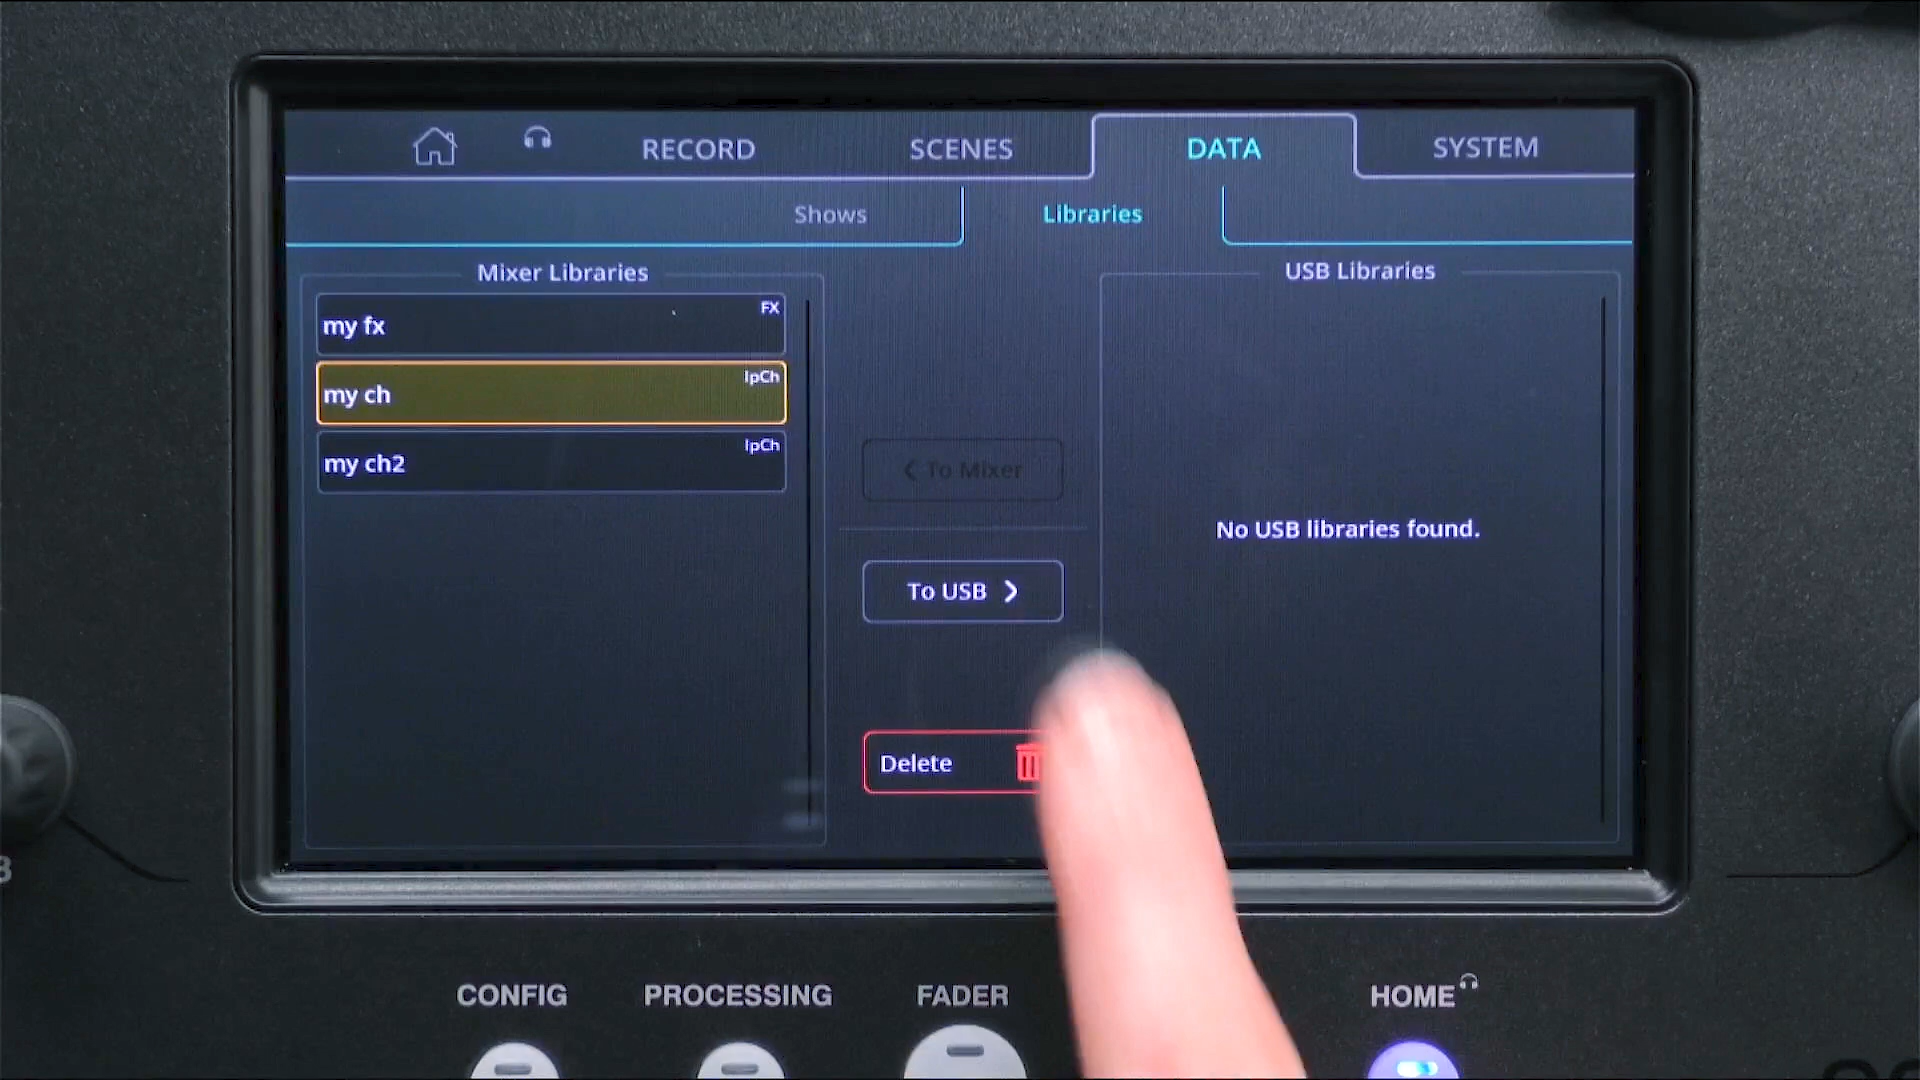 RECORD
SCENES
DATA
SYSTEM
Shows
Libraries
Mixer Libraries
my fx
FX
my ch
IpCh
my ch2
IpCh
< To Mixer
To USB >
Delete
USB Libraries
No USB libraries found.
CONFIG
PROCESSING
FADER
HOME